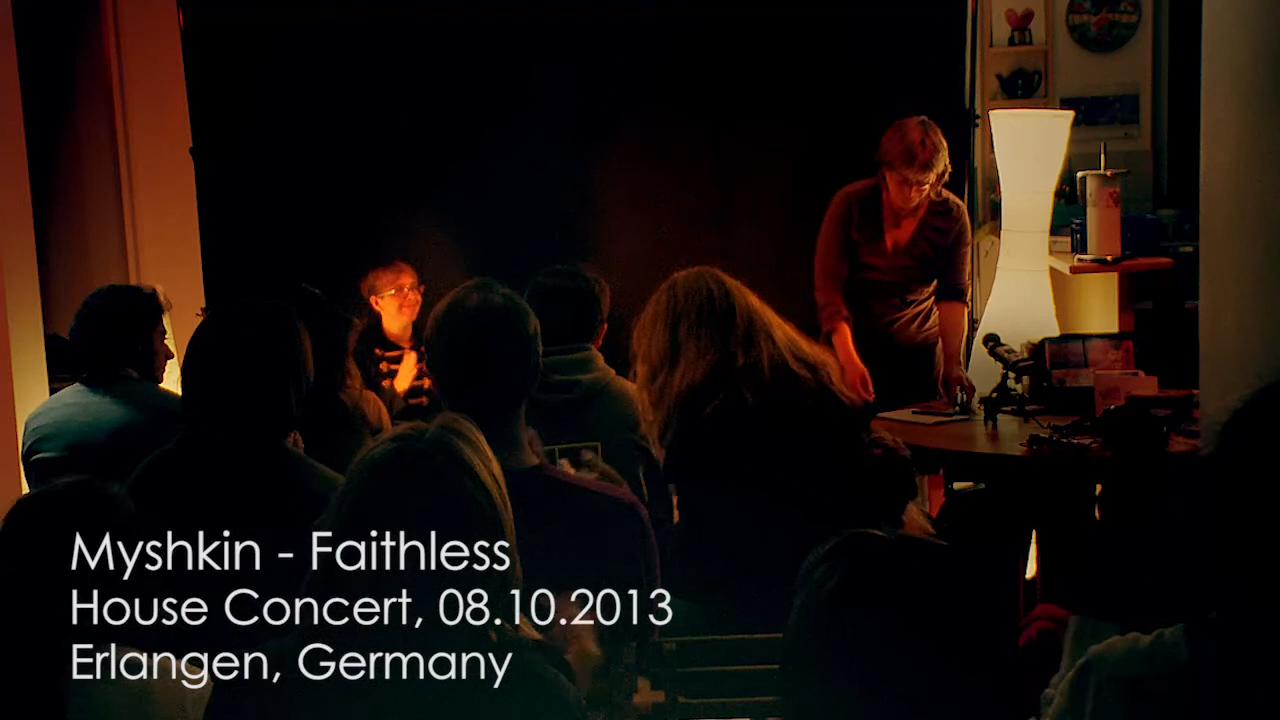 Myshkin - Faithless
House Concert, 08.10.2013
Erlangen, Germany